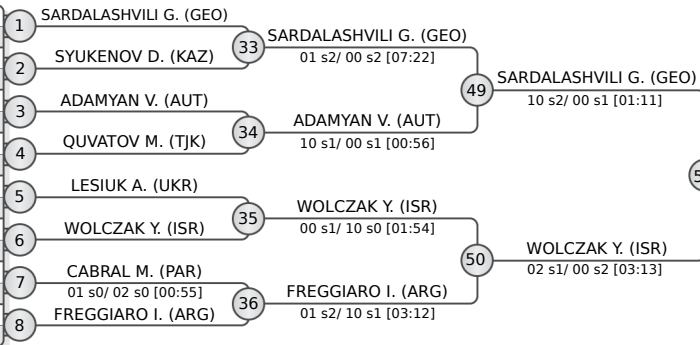 1
SARDALASHVILI G. (GEO)
2
SYUKENOV D. (KAZ)
3
ADAMYAN V. (AUT)
4
QUVATOV M. (TJK)
5
LESIUK A. (UKR)
6
WOLCZAK Y. (ISR)
7
CABRAL M. (PAR)
01 s0/ 02 s0 [00:55]
8
FREGGIARO I. (ARG)
33
SARDALASHVILI G. (GEO)
01 s2/ 00 s2 [07:22]
34
ADAMYAN V. (AUT)
10 s1/ 00 s1 [00:56]
35
WOLCZAK Y. (ISR)
00 s1/ 10 s0 [01:54]
36
FREGGIARO I. (ARG)
01 s2/ 10 s1 [03:12]
49
SARDALASHVILI G. (GEO)
10 s2/ 00 s1 [01:11]
50
WOLCZAK Y. (ISR)
02 s1/ 00 s2 [03:13]